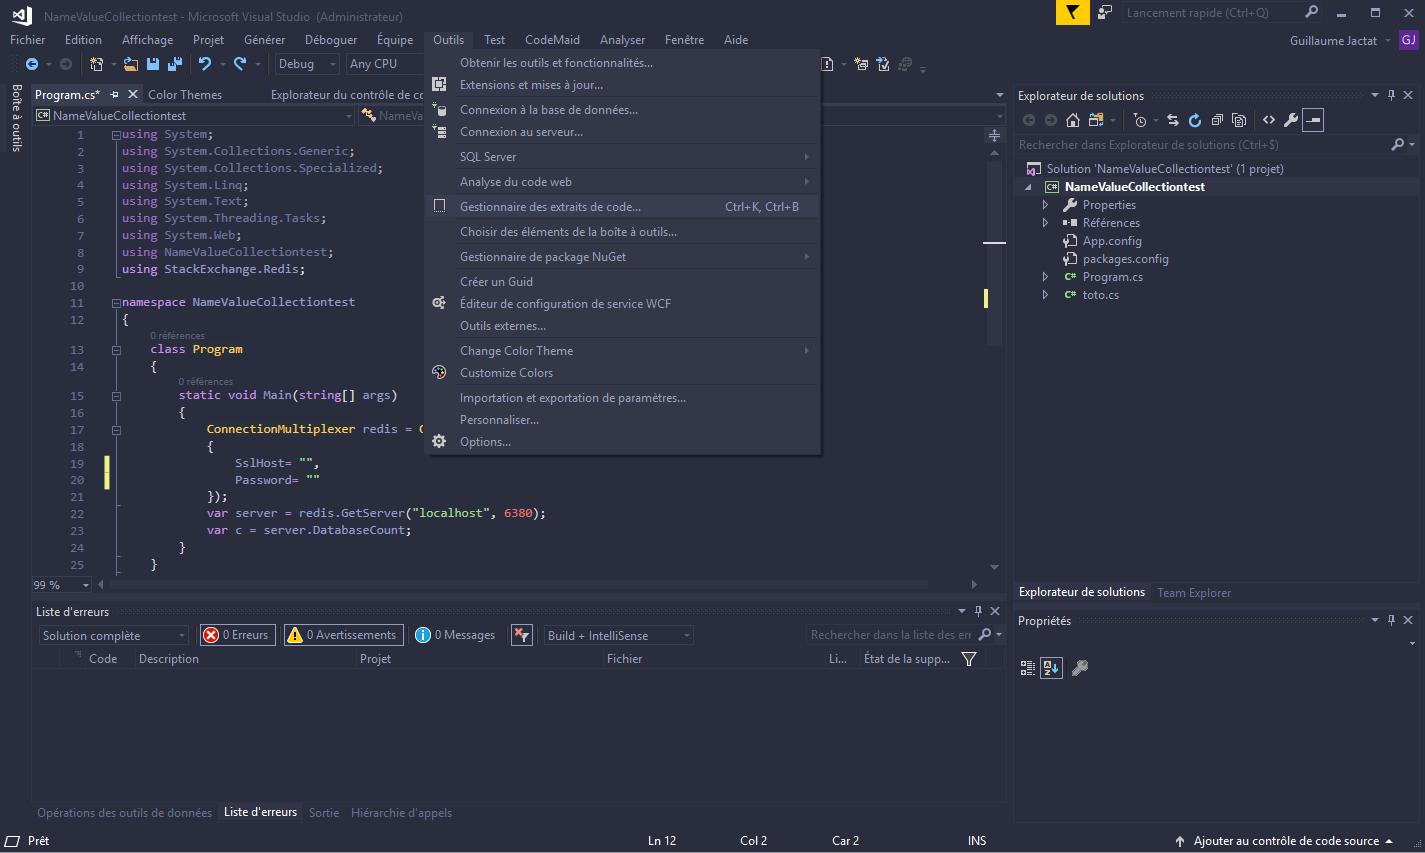 NameValueCollectiontest - Microsoft Visual Studio (Administrateur)
Lancement rapide (Ctrl+Q)
Fichier Edition Affichage Projet Générer Déboguer Équipe Outils Test CodeMaid Analyser Fenêtre Aide
Guillaume Jactat GJ
Debug Any CPU
Boîte à outils
Program.cs* Color Themes Explorateur du contrôle de co
C# NameValueCollectiontest NameVa
1 using System;
2 using System.Collections.Generic;
3 using System.Collections.Specialized;
4 using System.Linq;
5 using System.Text;
6 using System.Threading.Tasks;
7 using System.Web;
8 using NameValueCollectiontest;
9 using StackExchange.Redis;
10
11 namespace NameValueCollectiontest
12 {
0 références
13 class Program
14 {
0 références
15 static void Main(string[] args)
16 {
17 ConnectionMultiplexer redis =
18 {
19 SslHost= "",
20 Password= ""
21 });
22 var server = redis.GetServer("localhost", 6380);
23 var c = server.DatabaseCount;
24 }
25 }
99 %
Obtenir les outils et fonctionnalités...
Extensions et mises à jour...
Connexion à la base de données...
Connexion au serveur...
SQL Server
Analyse du code web
Gestionnaire des extraits de code... Ctrl+K, Ctrl+B
Choisir des éléments de la boîte à outils...
Gestionnaire de package NuGet
Créer un Guid
Éditeur de configuration de service WCF
Outils externes...
Change Color Theme
Customize Colors
Importation et exportation de paramètres...
Personnaliser...
Options...
Explorateur de solutions
Rechercher dans Explorateur de solutions (Ctrl+$)
Solution 'NameValueCollectiontest' (1 projet)
C# NameValueCollectiontest
Properties
Références
App.config
packages.config
C# Program.cs
C# toto.cs
Explorateur de solutions Team Explorer
Propriétés
Liste d'erreurs
Solution complète 0 Erreurs 0 Avertissements 0 Messages Build + IntelliSense Rechercher dans la liste des err
Code Description Projet Fichier Li... État de la supp...
Opérations des outils de données Liste d'erreurs Sortie Hiérarchie d'appels
Prêt Ln 12 Col 2 Car 2 INS Ajouter au contrôle de code source